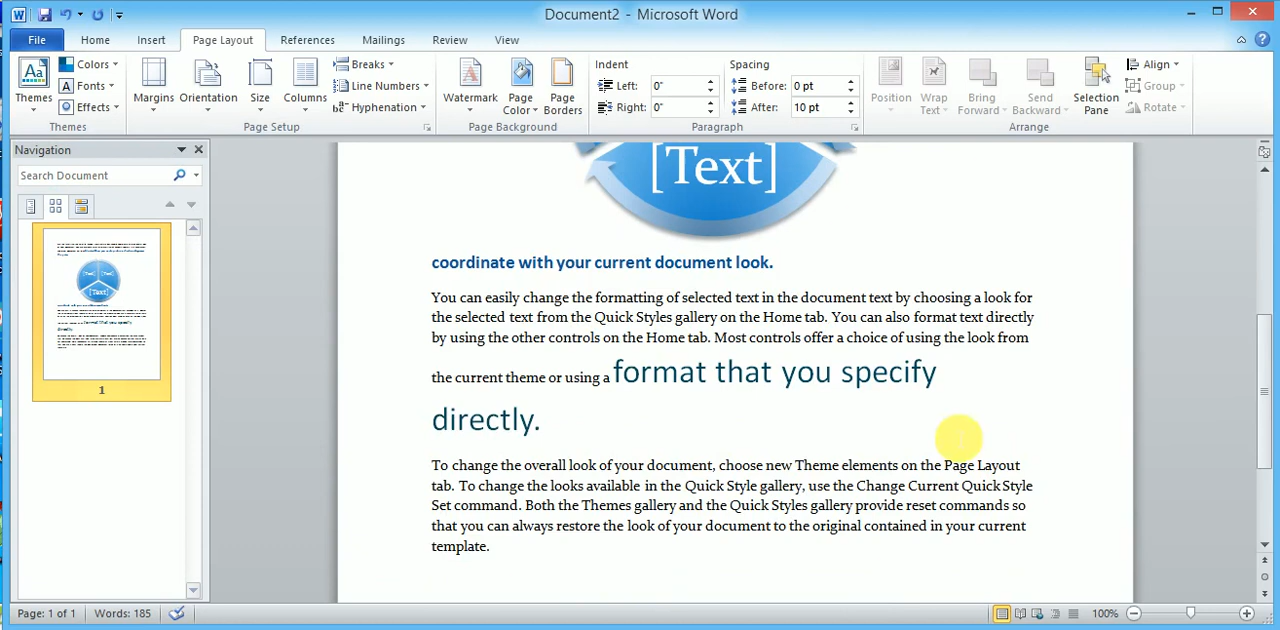 Document2 - Microsoft Word
File Home Insert Page Layout References Mailings Review View
Aa Themes Colors Fonts Effects Themes
Margins Orientation Size Columns Breaks Line Numbers Hyphenation Page Setup
Watermark Page Color Page Borders Page Background
Indent Left: 0" Right: 0" Spacing Before: 0 pt After: 10 pt Paragraph
Position Wrap Text Bring Forward Send Backward Selection Pane Align Group Rotate Arrange
Navigation
Search Document
1
[Text]
coordinate with your current document look.
You can easily change the formatting of selected text in the document text by choosing a look for
the selected text from the Quick Styles gallery on the Home tab. You can also format text directly
by using the other controls on the Home tab. Most controls offer a choice of using the look from
the current theme or using a format that you specify
directly.
To change the overall look of your document, choose new Theme elements on the Page Layout
tab. To change the looks available in the Quick Style gallery, use the Change Current Quick Style
Set command. Both the Themes gallery and the Quick Styles gallery provide reset commands so
that you can always restore the look of your document to the original contained in your current
template.
Page: 1 of 1 Words: 185 100%